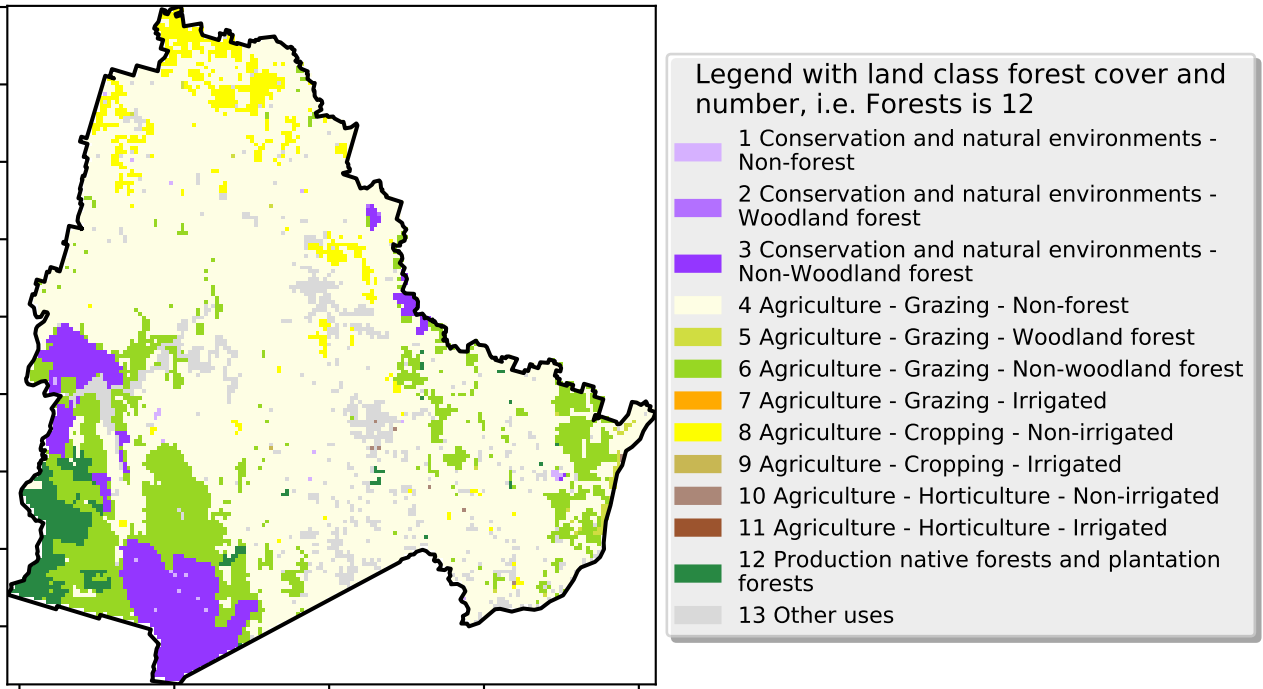 Legend with land class forest cover and
number, i.e. Forests is 12
1 Conservation and natural environments -
Non-forest
2 Conservation and natural environments -
Woodland forest
3 Conservation and natural environments -
Non-Woodland forest
4 Agriculture - Grazing - Non-forest
5 Agriculture - Grazing - Woodland forest
6 Agriculture - Grazing - Non-woodland forest
7 Agriculture - Grazing - Irrigated
8 Agriculture - Cropping - Non-irrigated
9 Agriculture - Cropping - Irrigated
10 Agriculture - Horticulture - Non-irrigated
11 Agriculture - Horticulture - Irrigated
12 Production native forests and plantation
forests
13 Other uses